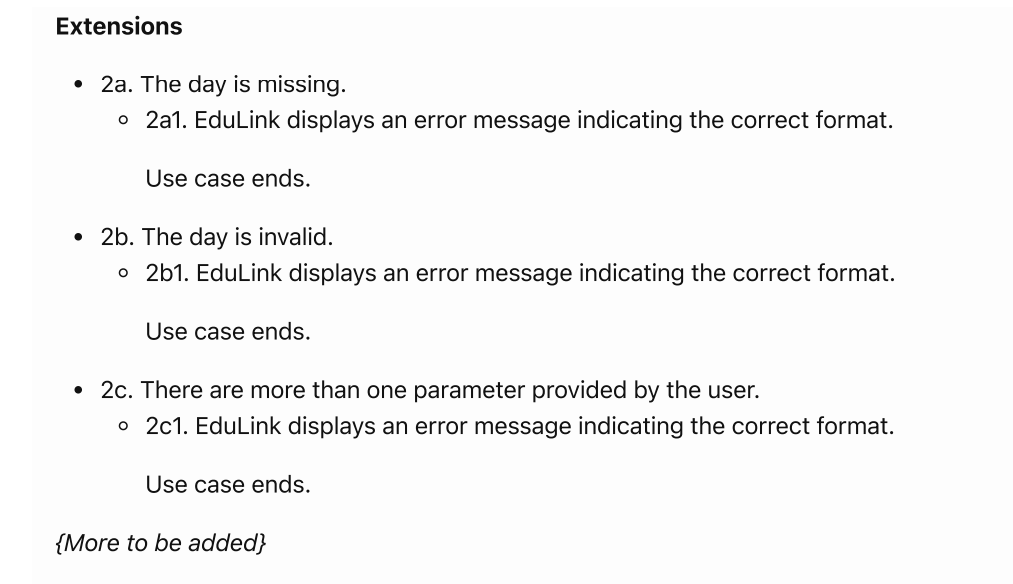 Extensions
• 2a. The day is missing.
◦ 2a1. EduLink displays an error message indicating the correct format.
Use case ends.
• 2b. The day is invalid.
◦ 2b1. EduLink displays an error message indicating the correct format.
Use case ends.
• 2c. There are more than one parameter provided by the user.
◦ 2c1. EduLink displays an error message indicating the correct format.
Use case ends.
{More to be added}